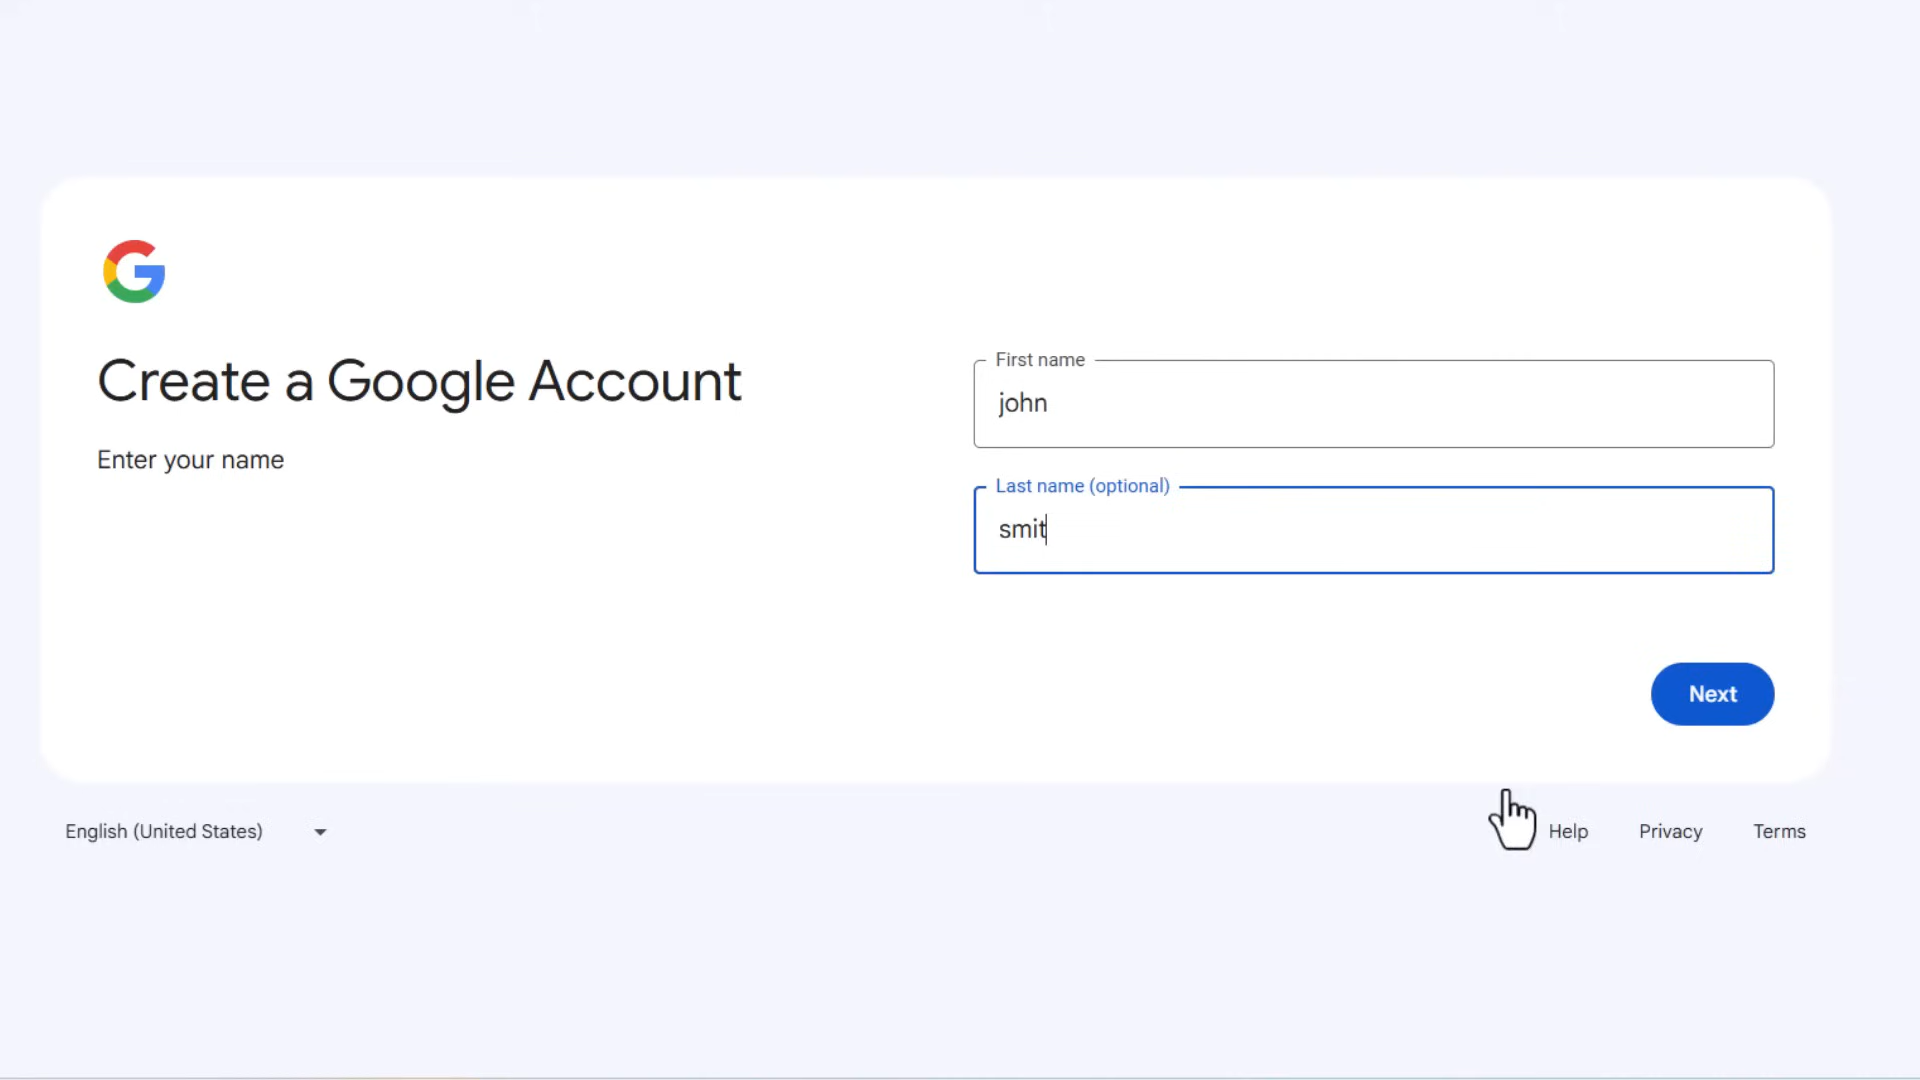 Create a Google Account
Enter your name
First name
john
Last name (optional)
smit
Next
English (United States)
Help
Privacy
Terms